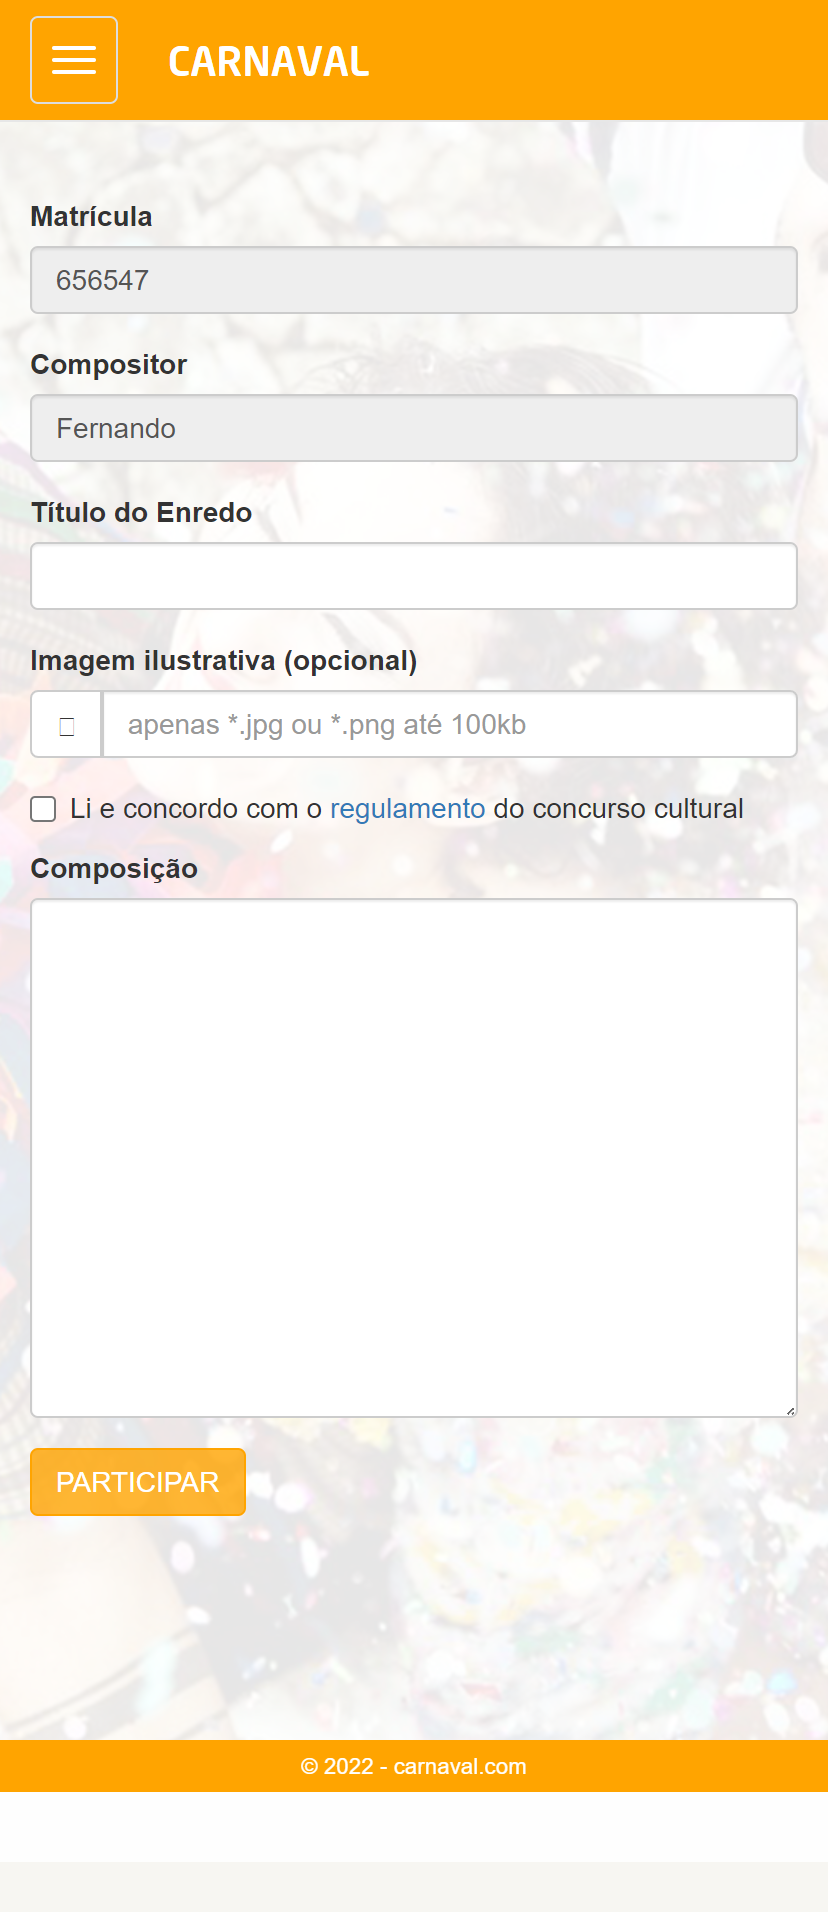 CARNAVAL
Matrícula
656547
Compositor
Fernando
Título do Enredo
Imagem ilustrativa (opcional)
apenas *.jpg ou *.png até 100kb
Li e concordo com o regulamento do concurso cultural
Composição
PARTICIPAR
© 2022 - carnaval.com